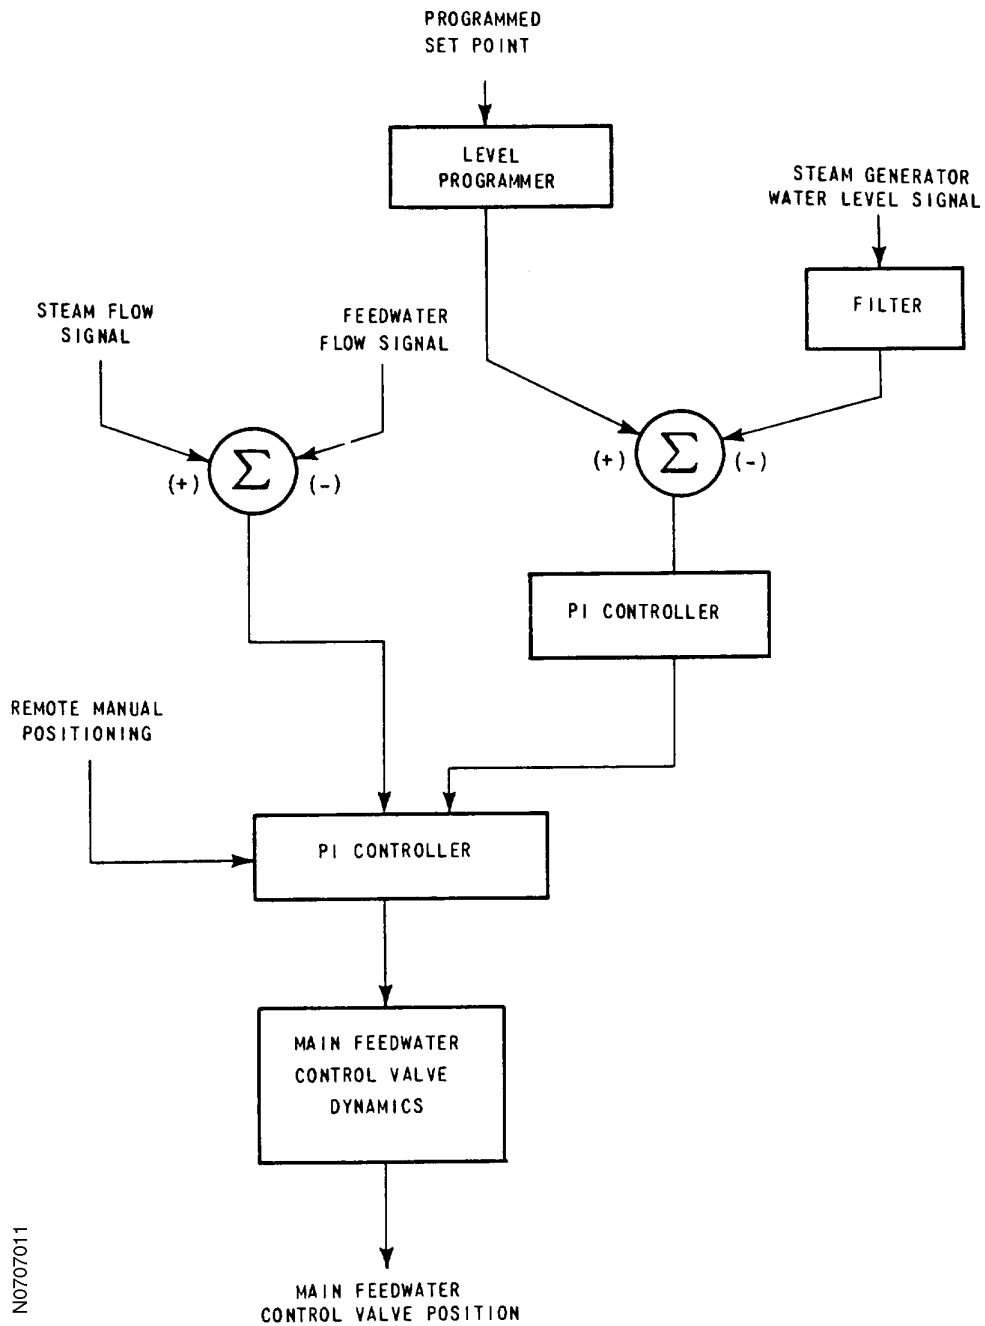 PROGRAMMED
SET POINT
LEVEL
PROGRAMMER
STEAM GENERATOR
WATER LEVEL SIGNAL
FILTER
STEAM FLOW
SIGNAL
FEEDWATER
FLOW SIGNAL
(+) Σ (-)
(+) Σ (-)
PI CONTROLLER
REMOTE MANUAL
POSITIONING
PI CONTROLLER
MAIN FEEDWATER
CONTROL VALVE
DYNAMICS
MAIN FEEDWATER
CONTROL VALVE POSITION
N0707011